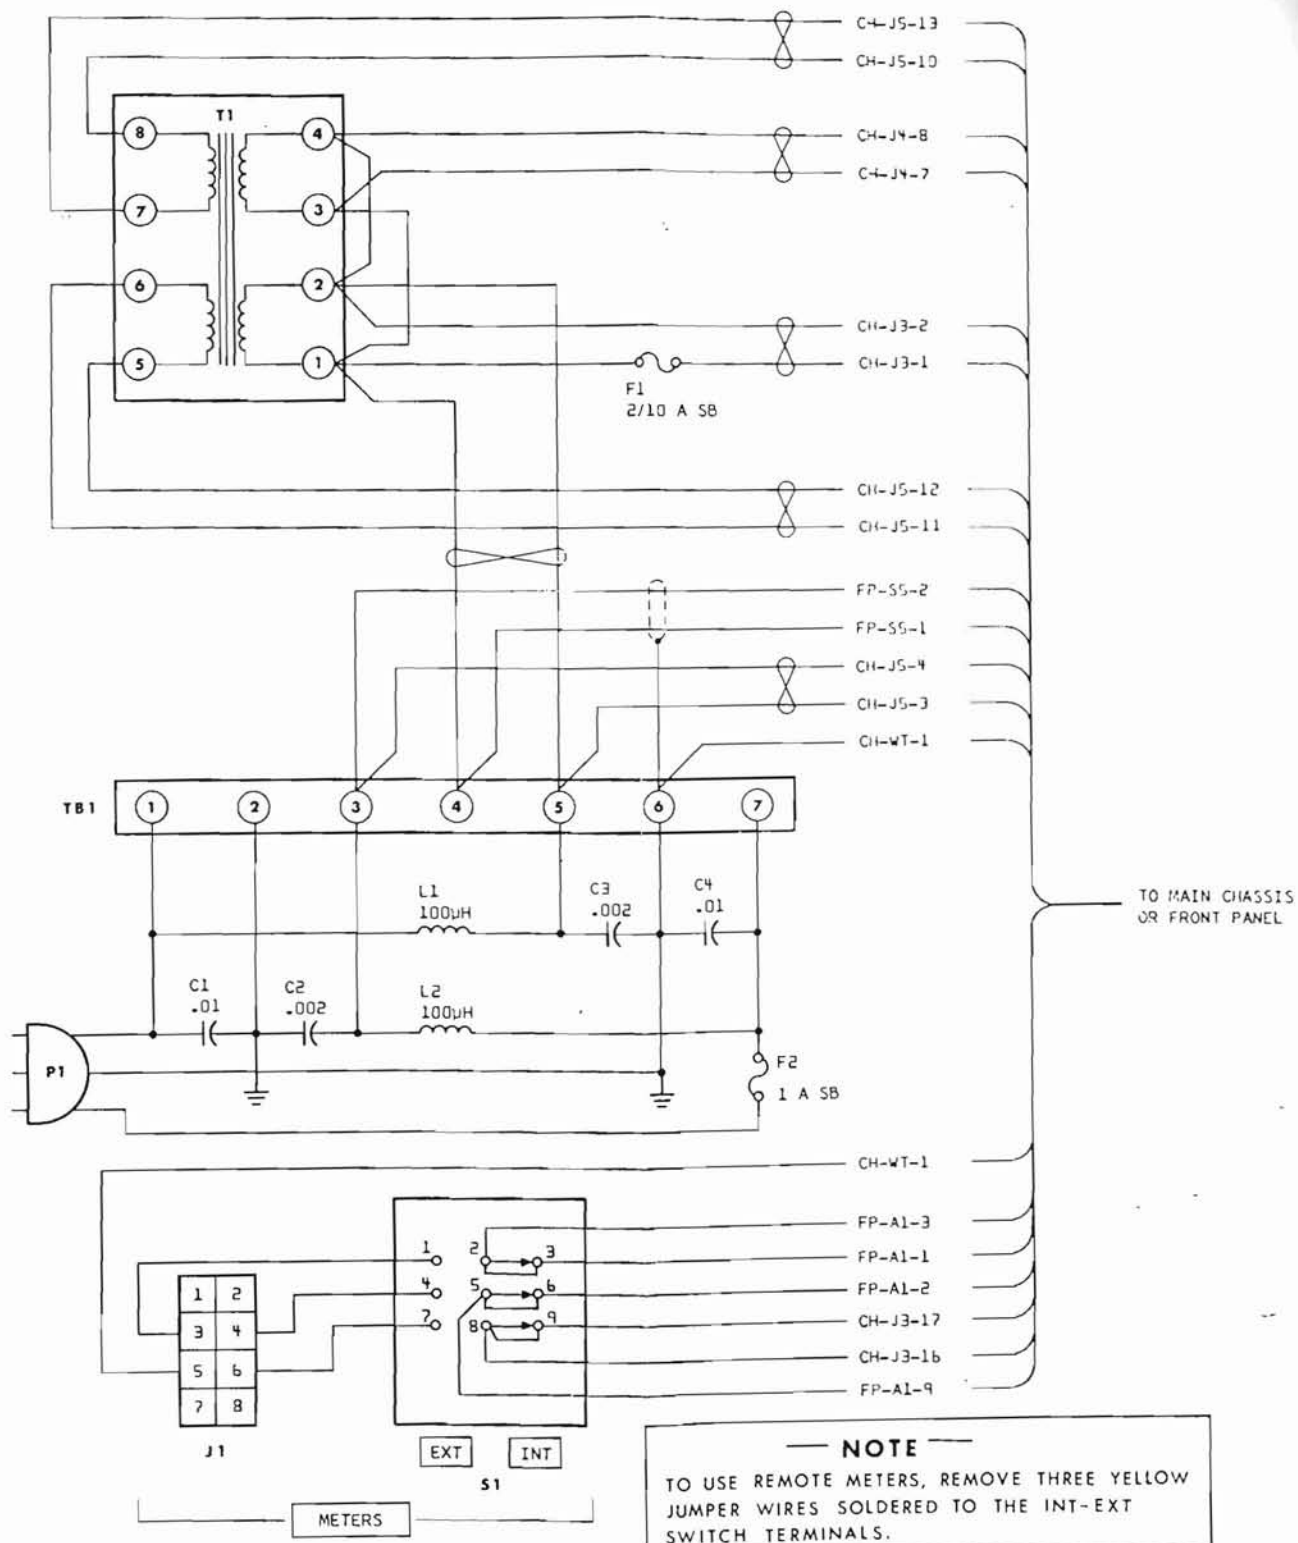 CH-J5-13
CH-J5-10
T1
8
4
CH-J4-8
CH-J4-7
7
3
6
2
CH-J3-2
5
1
CH-J3-1
F1
2/10 A SB
CH-J5-12
CH-J5-11
FP-S5-2
FP-S5-1
CH-J5-4
CH-J5-3
CH-WT-1
TB1
1
2
3
4
5
6
7
L1
100µH
C3
.002
C4
.01
TO MAIN CHASSIS
OR FRONT PANEL
C1
.01
C2
.002
L2
100µH
P1
F2
1 A SB
CH-WT-1
FP-A1-3
1
2
3
FP-A1-1
4
5
6
FP-A1-2
7
8
9
CH-J3-17
CH-J3-16
FP-A1-9
1 2
3 4
5 6
7 8
J1
EXT
INT
S1
METERS
NOTE
TO USE REMOTE METERS, REMOVE THREE YELLOW
JUMPER WIRES SOLDERED TO THE INT-EXT
SWITCH TERMINALS.